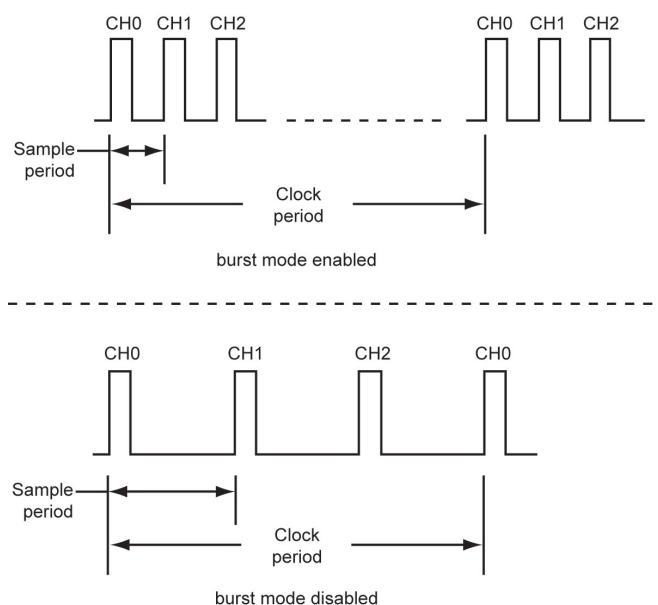 CH0 CH1 CH2 CH0 CH1 CH2
Sample
period
Clock
period
burst mode enabled
CH0 CH1 CH2 CH0
Sample
period
Clock
period
burst mode disabled